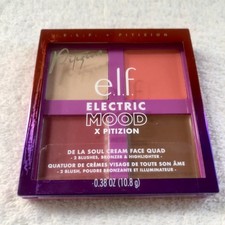 e.l.f. × PITIZION
e.l.f.
ELECTRIC
MOOD
X PITIZION
DE LA SOUL CREAM FACE QUAD
- 2 BLUSHES, BRONZER & HIGHLIGHTER -
QUATUOR DE CRÈMES VISAGE DE TOUTE SON ÂME
- 2 BLUSH, POUDRE BRONZANTE ET ILLUMINATEUR -
0.38 OZ (10.8 g)